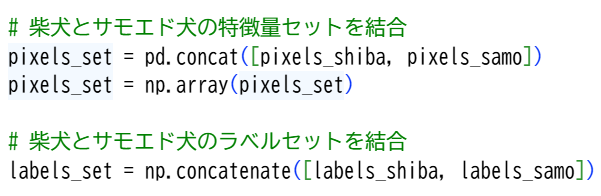 # 柴犬とサモエド犬の特徴量セットを結合
pixels_set = pd.concat([pixels_shiba, pixels_samo])
pixels_set = np.array(pixels_set)
# 柴犬とサモエド犬のラベルセットを結合
labels_set = np.concatenate([labels_shiba, labels_samo])